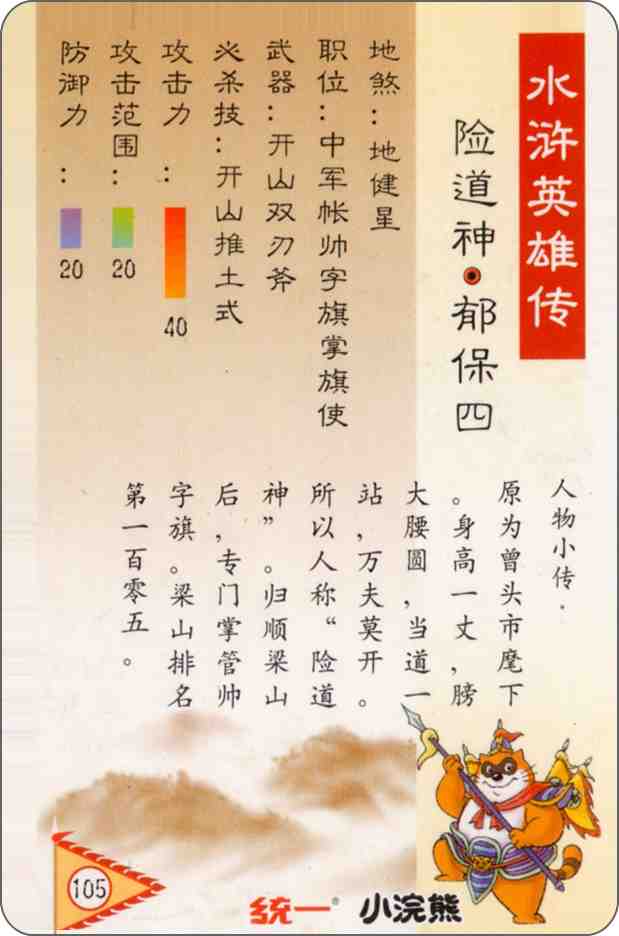 水浒英雄传
险道神·郁保四
地煞：地健星
职位：中军帐帅字旗掌旗使
武器：开山双刃斧
必杀技：开山推土式
攻击力：
40
攻击范围：
20
防御力：
20
人物小传·
原为曾头市麾下
。身高一丈，膀
大腰圆，当道一
站，万夫莫开。
所以人称“险道
神”。归顺梁山
后，专门掌管帅
字旗。梁山排名
第一百零五。
105
统一® 小浣熊